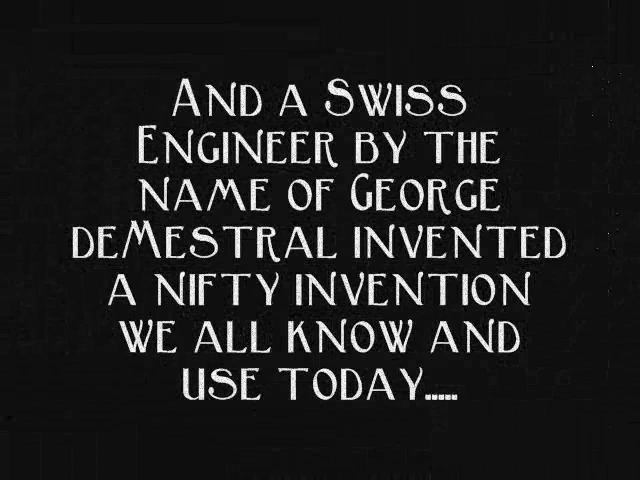 And a Swiss
Engineer by the
name of George
deMestral invented
a nifty invention
we all know and
use today.....